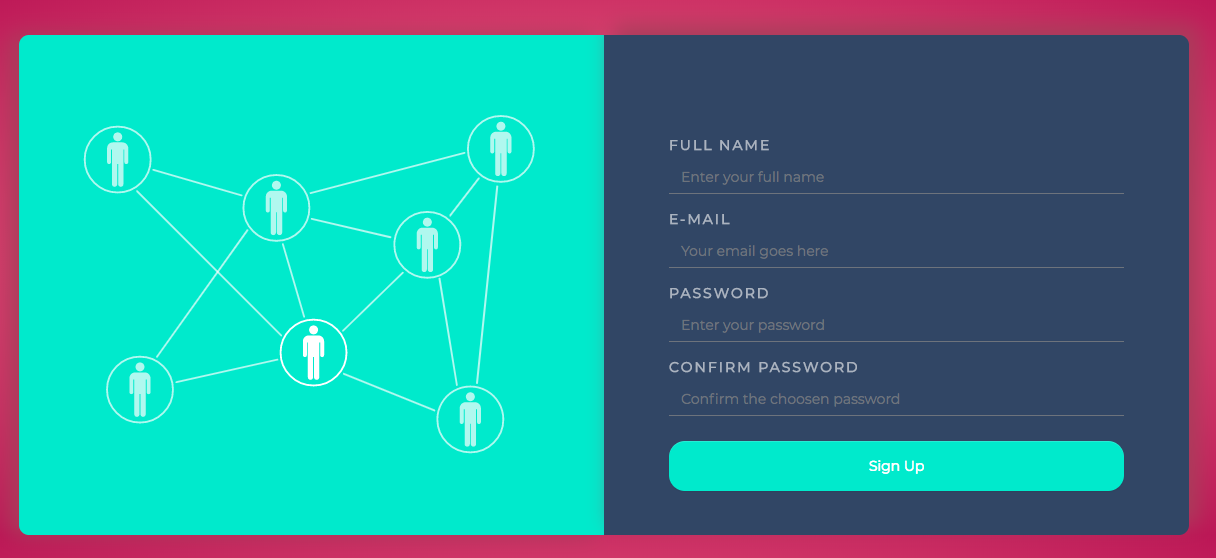 FULL NAME
Enter your full name
E-MAIL
Your email goes here
PASSWORD
Enter your password
CONFIRM PASSWORD
Confirm the choosen password
Sign Up